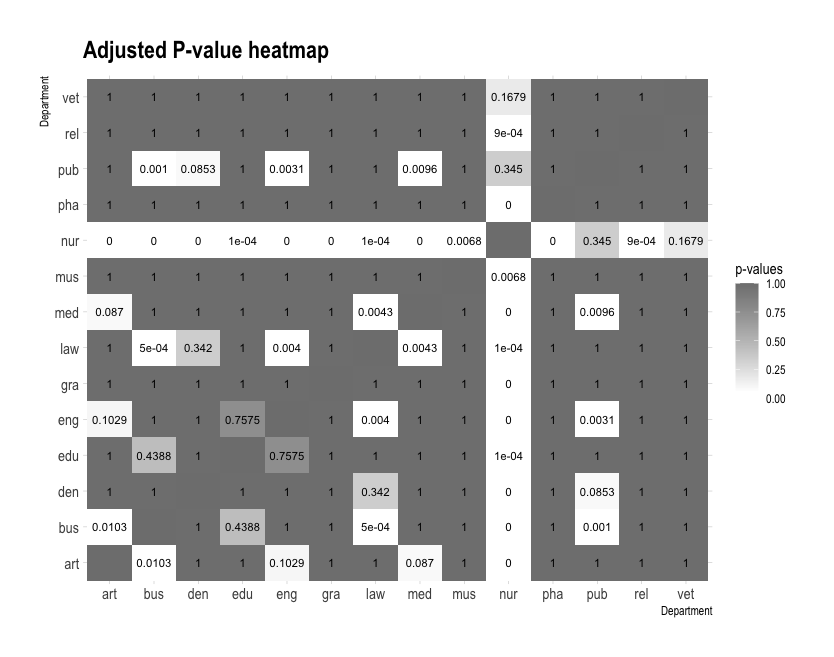 Adjusted P-value heatmap
Department
vet 1 1 1 1 1 1 1 1 1 0.1679 1 1 1
rel 1 1 1 1 1 1 1 1 1 9e-04 1 1 1
pub 1 0.001 0.0853 1 0.0031 1 1 0.0096 1 0.345 1 1 1
pha 1 1 1 1 1 1 1 1 1 0 1 1 1
nur 0 0 0 1e-04 0 0 1e-04 0 0.0068 0 0.345 9e-04 0.1679
mus 1 1 1 1 1 1 1 1 0.0068 1 1 1 1
med 0.087 1 1 1 1 1 0.0043 1 0 1 0.0096 1 1
law 1 5e-04 0.342 1 0.004 1 0.0043 1 1e-04 1 1 1 1
gra 1 1 1 1 1 1 1 1 0 1 1 1 1
eng 0.1029 1 1 0.7575 1 0.004 1 1 0 1 0.0031 1 1
edu 1 0.4388 1 0.7575 1 1 1 1 1e-04 1 1 1 1
den 1 1 1 1 1 0.342 1 1 0 1 0.0853 1 1
bus 0.0103 1 0.4388 1 1 5e-04 1 1 0 1 0.001 1 1
art 0.0103 1 1 0.1029 1 1 0.087 1 0 1 1 1 1
art bus den edu eng gra law med mus nur pha pub rel vet
Department
p-values
1.00
0.75
0.50
0.25
0.00